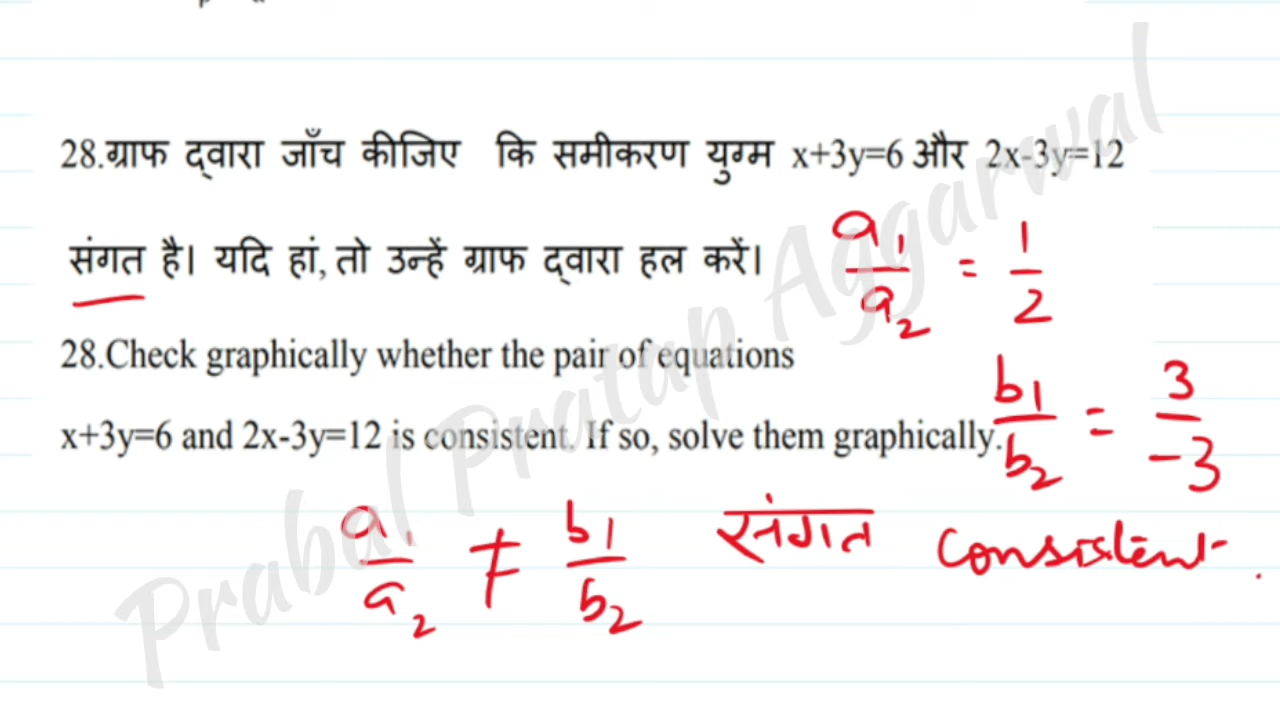 28.ग्राफ द्वारा जाँच कीजिए कि समीकरण युग्म x+3y=6 और 2x-3y=12
संगत है। यदि हां, तो उन्हें ग्राफ द्वारा हल करें।
a₁/a₂ = 1/2
28.Check graphically whether the pair of equations
x+3y=6 and 2x-3y=12 is consistent. If so, solve them graphically.
b₁/b₂ = 3/-3
a₁/a₂ ≠ b₁/b₂ संगत consistent.
Prabal Pratap Aggarwal